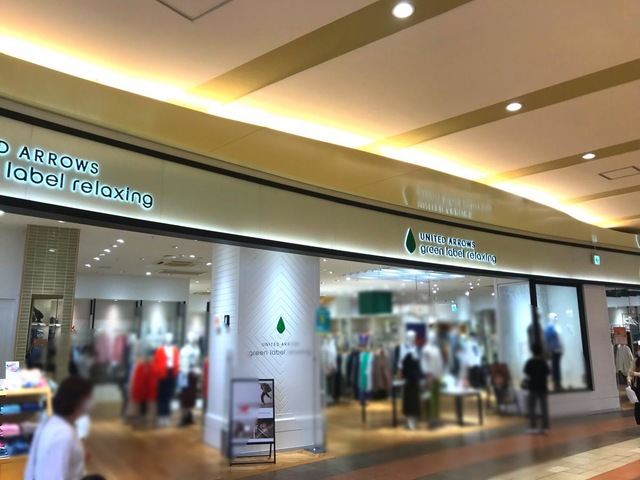 D ARROWS
label relaxing
UNITED ARROWS
green label relaxing
UNITED ARROWS
green label relaxing